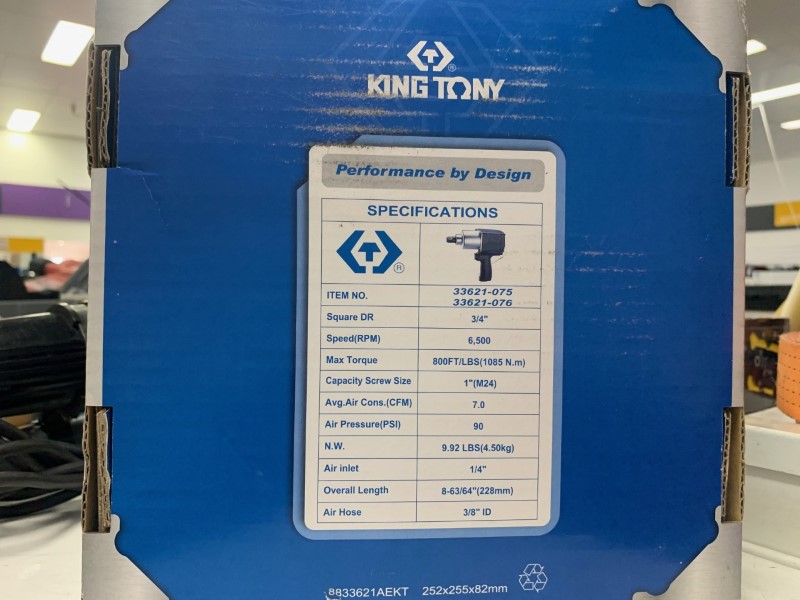 KING TONY
Performance by Design
SPECIFICATIONS
ITEM NO. 33621-075
33621-076
Square DR 3/4"
Speed(RPM) 6,500
Max Torque 800FT/LBS(1085 N.m)
Capacity Screw Size 1"(M24)
Avg.Air Cons.(CFM) 7.0
Air Pressure(PSI) 90
N.W. 9.92 LBS(4.50kg)
Air inlet 1/4"
Overall Length 8-63/64"(228mm)
Air Hose 3/8" ID
8833621AEKT 252x255x82mm